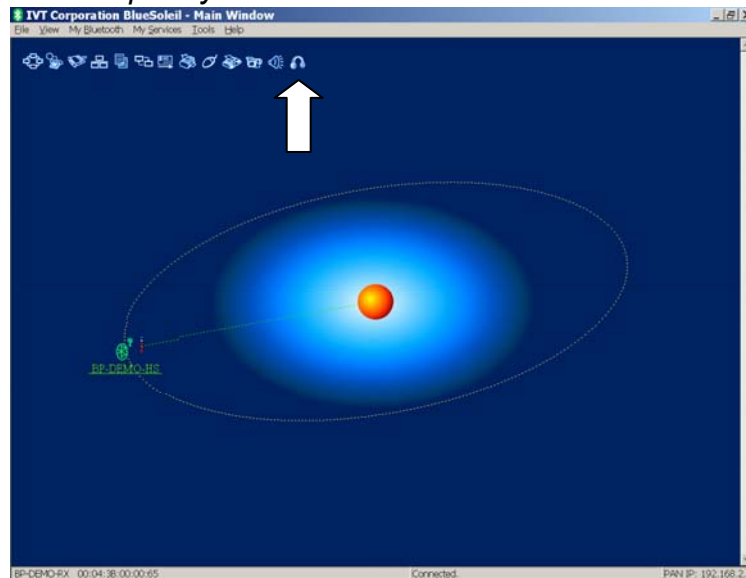 IVT Corporation BlueSoleil - Main Window
File View My Bluetooth My Services Tools Help
BP-DEMO-HS
BP-DEMO-RX 00:04:3B:00:00:65 Connected. PAN IP: 192.168.2